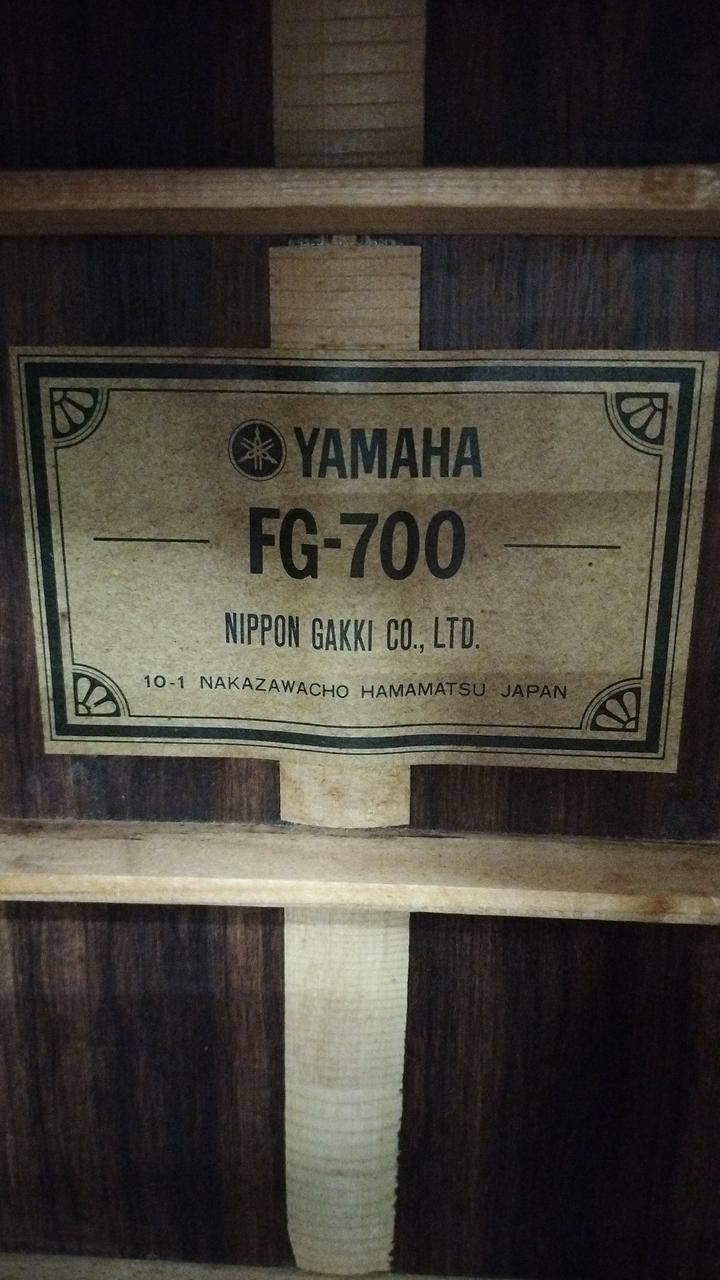 YAMAHA
FG-700
NIPPON GAKKI CO., LTD.
10-1 NAKAZAWACHO HAMAMATSU JAPAN